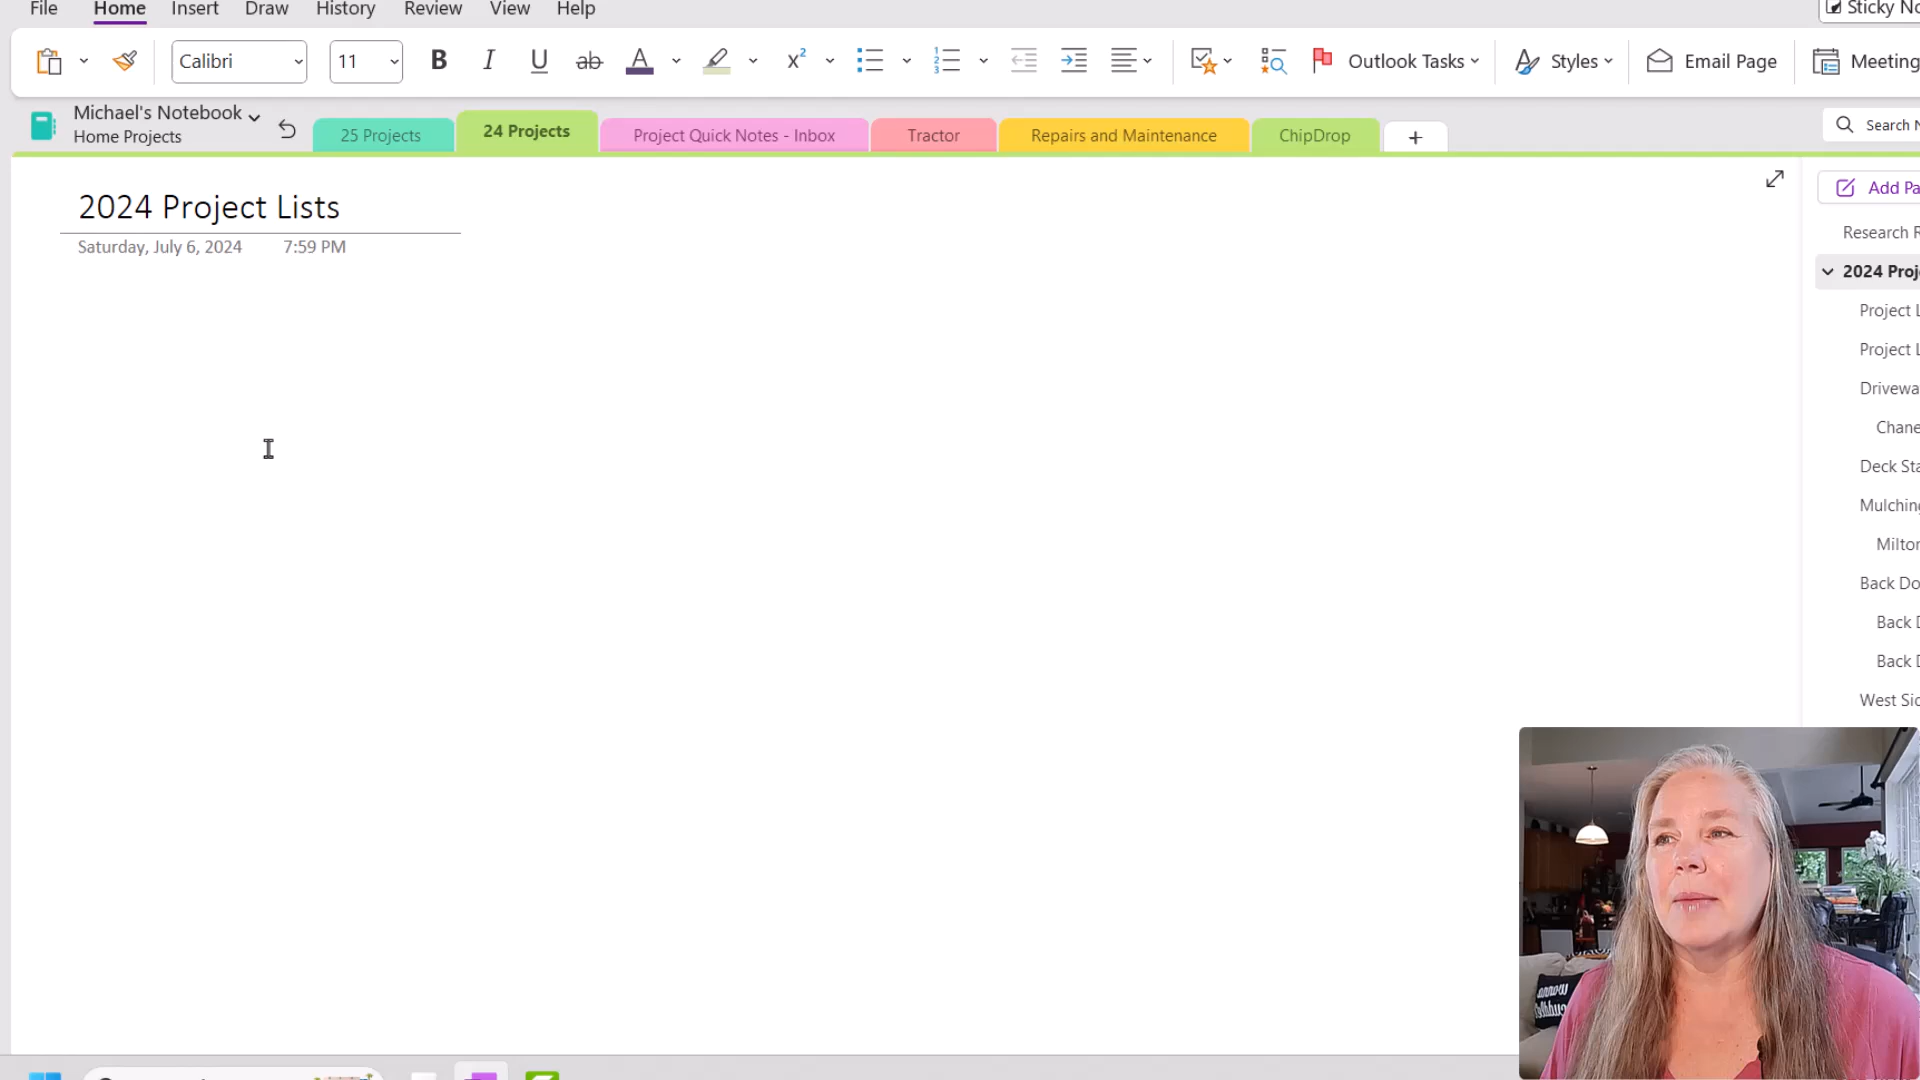 File Home Insert Draw History Review View Help Sticky No
Calibri 11 B I U ab A x² Outlook Tasks Styles Email Page Meeting
Michael's Notebook
Home Projects
25 Projects 24 Projects Project Quick Notes - Inbox Tractor Repairs and Maintenance ChipDrop + Search N
2024 Project Lists
Saturday, July 6, 2024 7:59 PM
Add Pa
Research R
2024 Proj
Project L
Project L
Drivewa
Chane
Deck Sta
Mulching
Milton
Back Do
Back D
Back D
West Sid